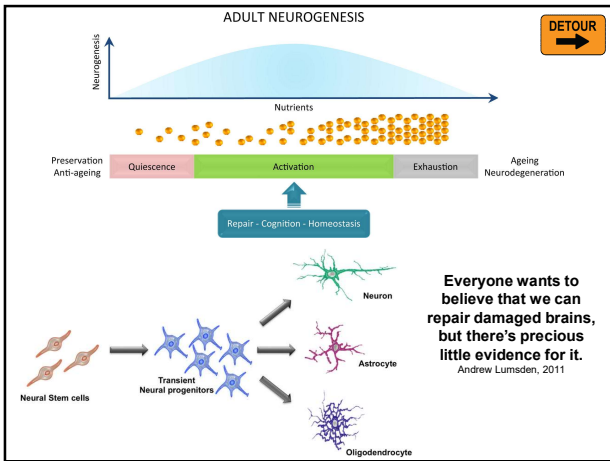 ADULT NEUROGENESIS
DETOUR
Neurogenesis
Nutrients
Preservation
Anti-ageing
Quiescence
Activation
Exhaustion
Ageing
Neurodegeneration
Repair - Cognition - Homeostasis
Neuron
Everyone wants to
believe that we can
repair damaged brains,
but there's precious
little evidence for it.
Andrew Lumsden, 2011
Neural Stem cells
Transient
Neural progenitors
Astrocyte
Oligodendrocyte